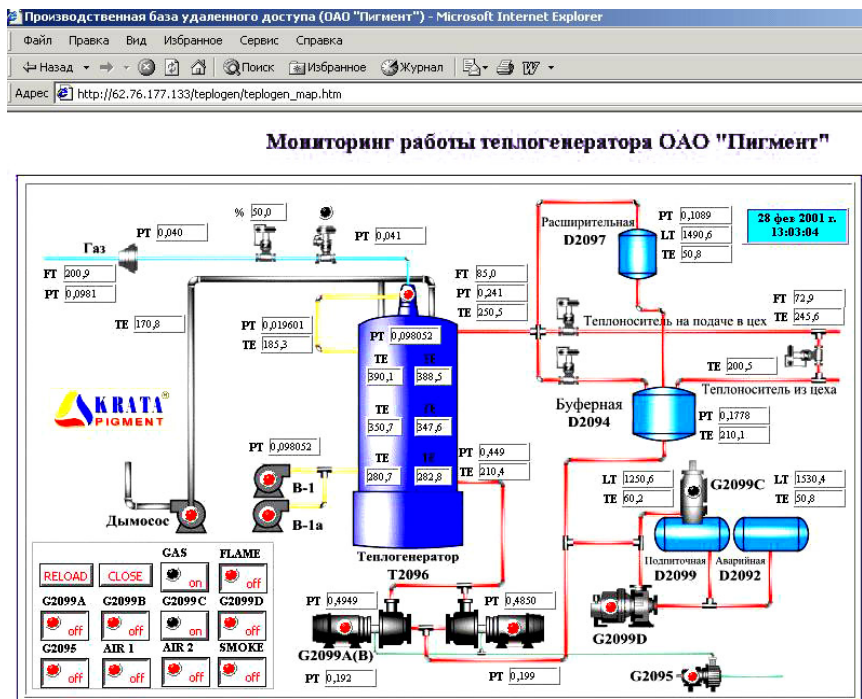 Производственная база удаленного доступа (ОАО "Пигмент") - Microsoft Internet Explorer
Файл Правка Вид Избранное Сервис Справка
Назад Поиск Избранное Журнал
Адрес http://62.76.177.133/teplogen/teplogen_map.htm
Мониторинг работы теплогенератора ОАО "Пигмент"
% 50,0
PT 0,040
PT 0,041
Газ
FT 200,9
PT 0,0981
TE 170,8
PT 0,019601
TE 185,3
FT 85,0
PT 0,241
TE 250,5
Расширительная
D2097
PT 0,1089
LT 1490,6
TE 50,8
28 фев 2001 г.
13:03:04
FT 72,9
TE 245,6
Теплоноситель на подаче в цех
TE 200,5
Теплоноситель из цеха
Буферная
D2094
PT 0,1778
TE 210,1
PT 0,098052
TE TE
390,1 388,5
TE TE
350,7 347,6
TE TE
280,7 282,8
KRATA®
PIGMENT
PT 0,098052
В-1
В-1а
Дымосос
PT 0,449
TE 210,4
Теплогенератор
T2096
LT 1250,6
TE 60,2
G2099C
LT 1530,4
TE 50,8
Подпиточная
D2099
Аварийная
D2092
G2099D
G2095
PT 0,4949
PT 0,4850
G2099A(B)
PT 0,192
PT 0,199
GAS FLAME
RELOAD CLOSE on off
G2099A G2099B G2099C G2099D
off off on off
G2095 AIR 1 AIR 2 SMOKE
off off off off